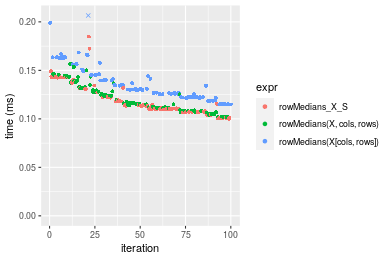 0.20
0.15
0.10
0.05
0.00
time (ms)
0 25 50 75 100
iteration
expr
rowMedians_X_S
rowMedians(X, cols, rows)
rowMedians(X[cols, rows])